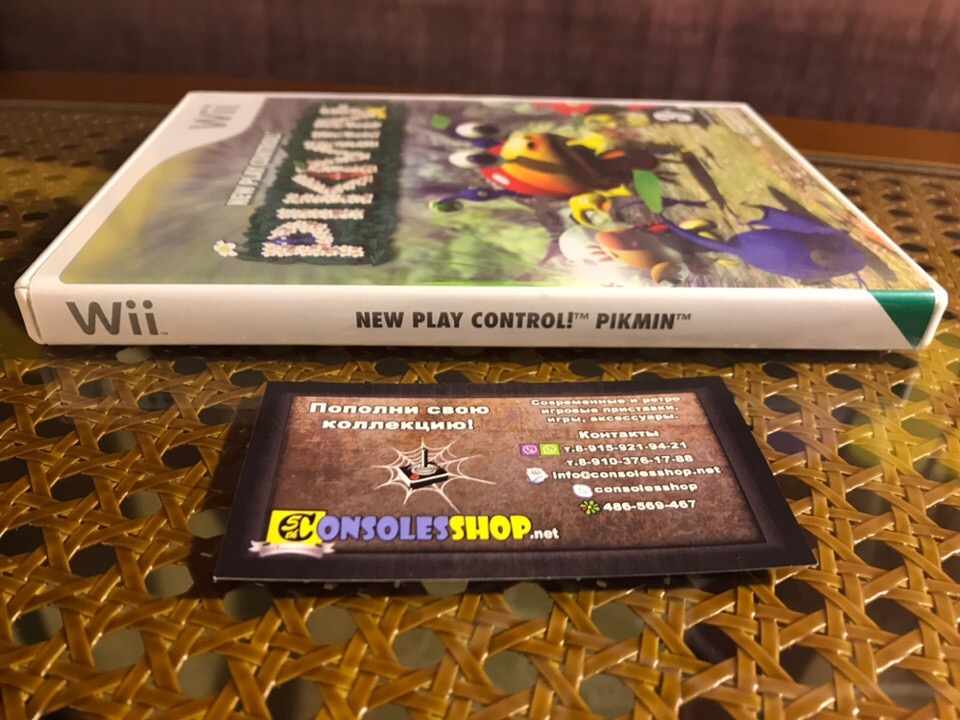 Wii
NEW PLAY CONTROL!
PIKMIN
Wii™
NEW PLAY CONTROL!™ PIKMIN™
Пополни свою
коллекцию!
Современные и ретро
игровые приставки,
игры, аксессуары.
Контакты
т.8-915-921-94-21
т.8-910-376-17-88
info@consolesshop.net
consolesshop
486-569-467
CONSOLESSHOP.net